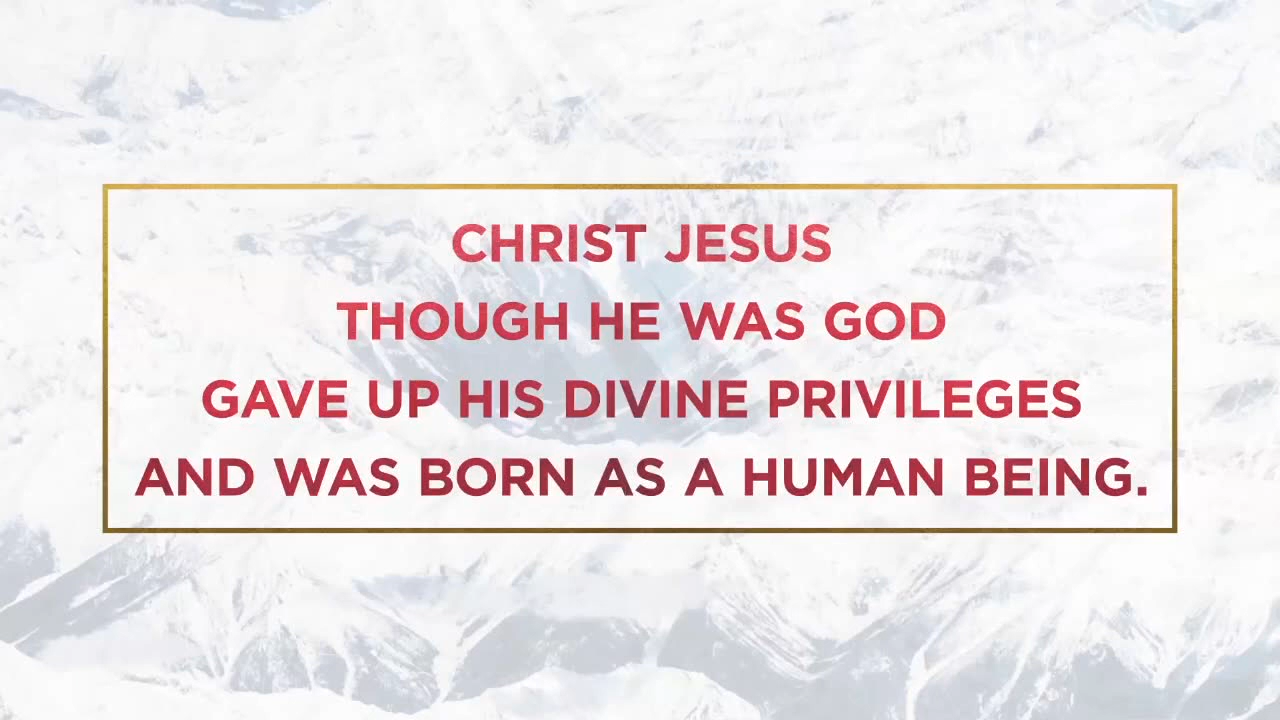 CHRIST JESUS
THOUGH HE WAS GOD
GAVE UP HIS DIVINE PRIVILEGES
AND WAS BORN AS A HUMAN BEING.